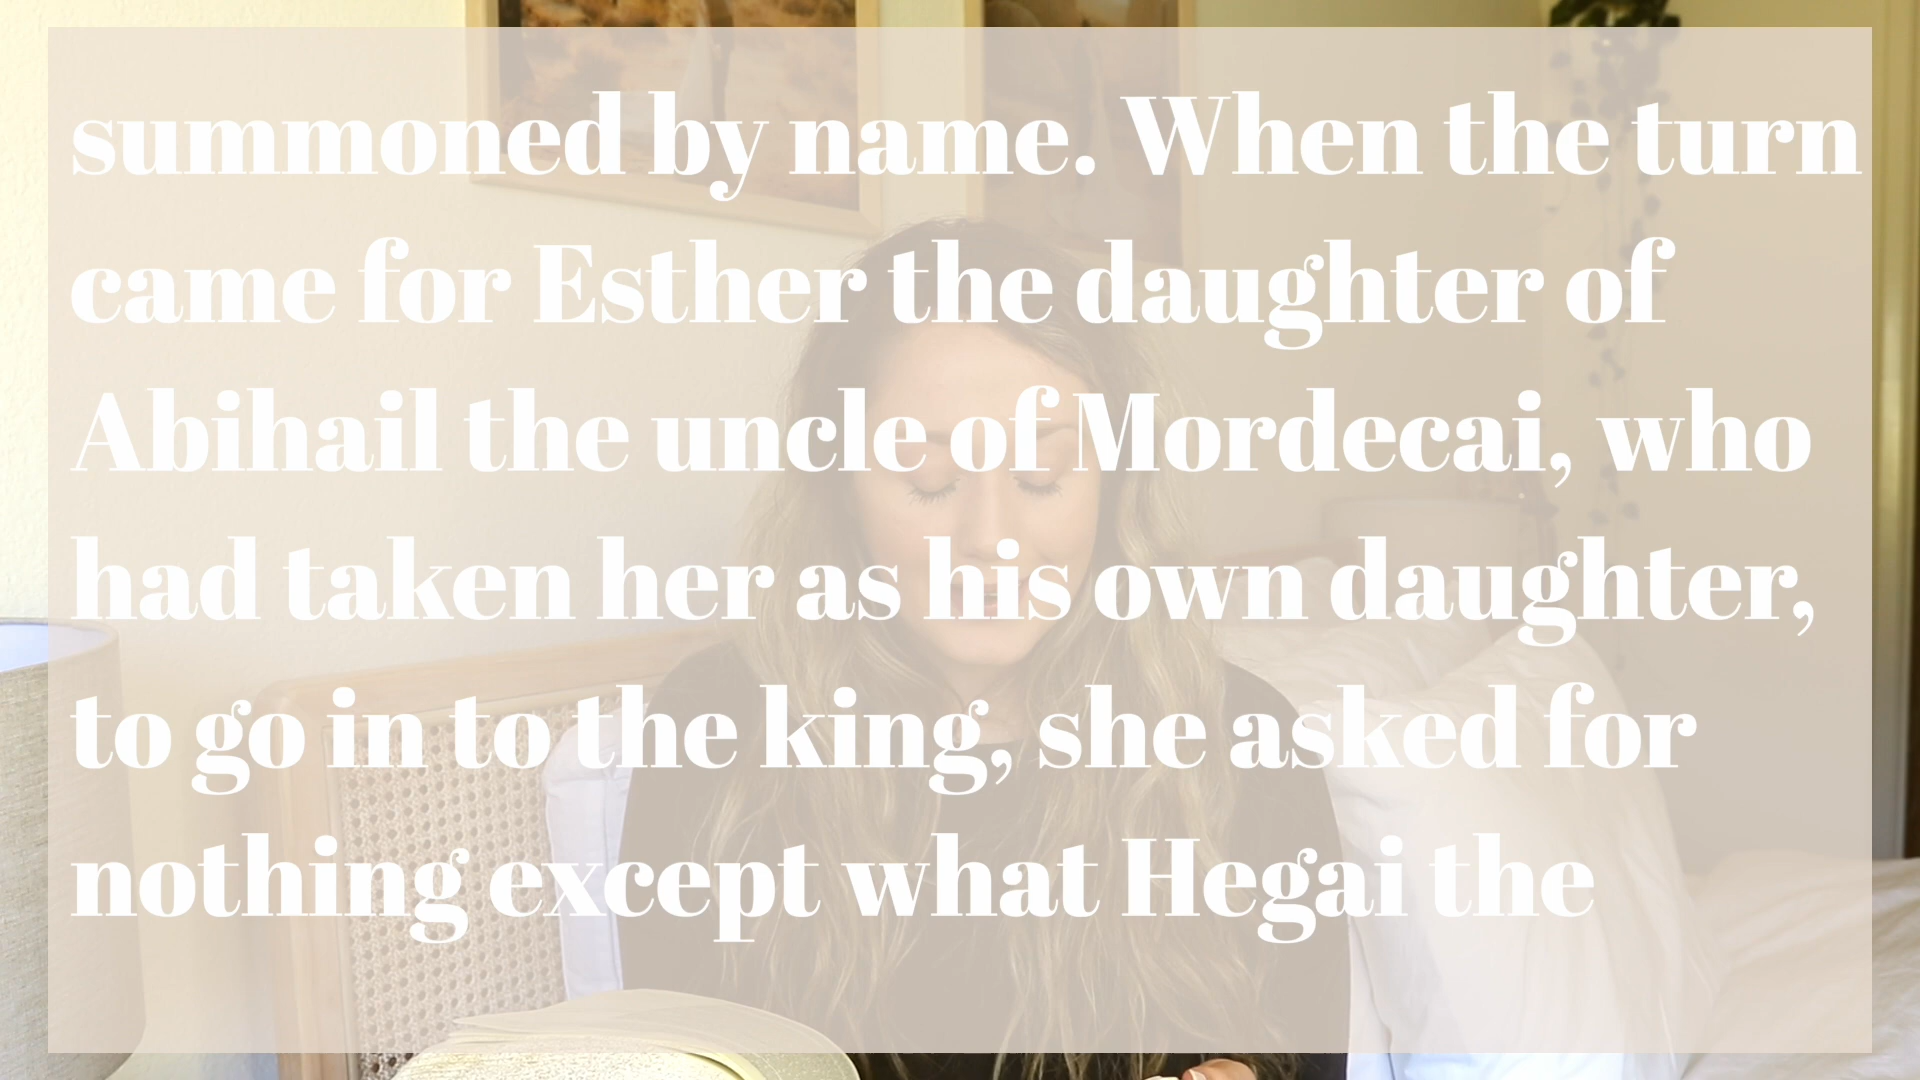 summoned by name. When the turn
came for Esther the daughter of
Abihail the uncle of Mordecai, who
had taken her as his own daughter,
to go in to the king, she asked for
nothing except what Hegai the